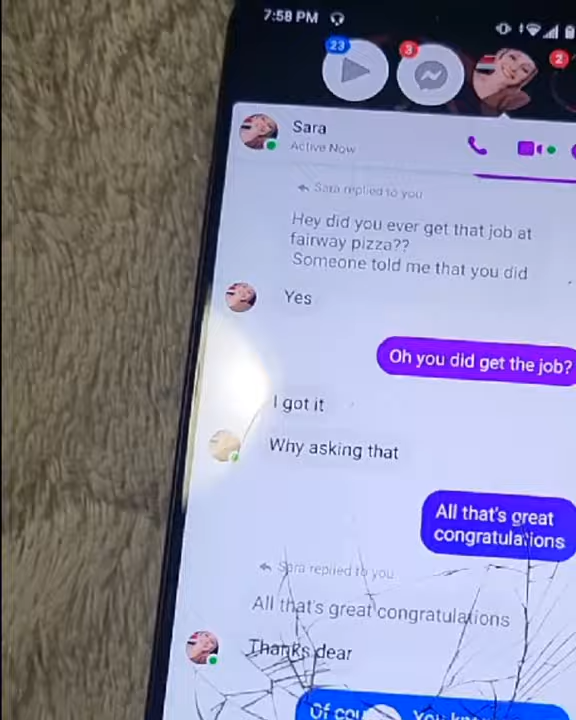 7:58 PM
23
3
2
Sara
Active Now
Sara replied to you
Hey did you ever get that job at
fairway pizza??
Someone told me that you did
Yes
Oh you did get the job?
I got it
Why asking that
All that's great
congratulations
Sara replied to you
All that's great congratulations
Thanks dear
Of